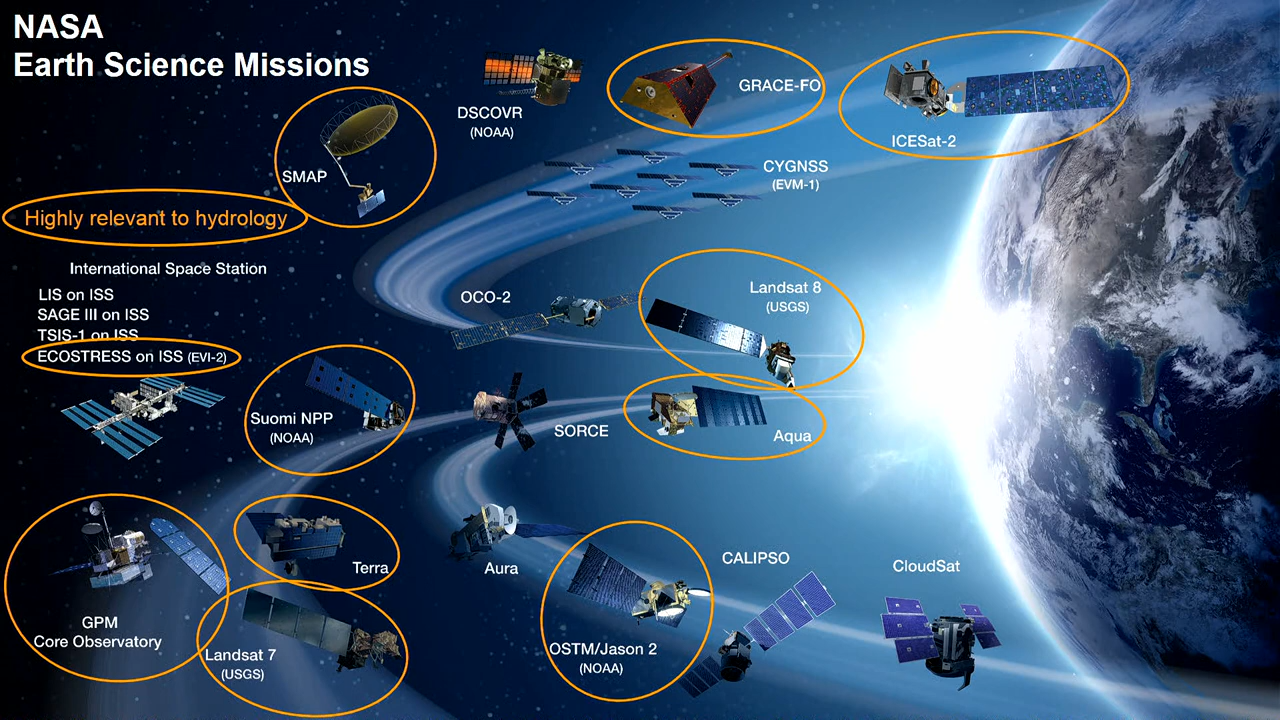 NASA
Earth Science Missions
DSCOVR
(NOAA)
GRACE-FO
ICESat-2
SMAP
CYGNSS
(EVM-1)
Highly relevant to hydrology
International Space Station
LIS on ISS
SAGE III on ISS
TSIS-1 on ISS
ECOSTRESS on ISS (EVI-2)
OCO-2
Landsat 8
(USGS)
Suomi NPP
(NOAA)
SORCE
Aqua
Terra
Aura
CALIPSO
CloudSat
GPM
Core Observatory
Landsat 7
(USGS)
OSTM/Jason 2
(NOAA)